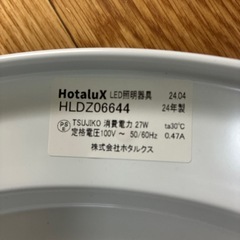 HotaluX LED照明器具 24.04
HLDZ06644 24年製
PS E TSUJIKO 消費電力 27W ta30℃
定格電圧100V ～ 50/60Hz 0.47A
株式会社ホタルクス